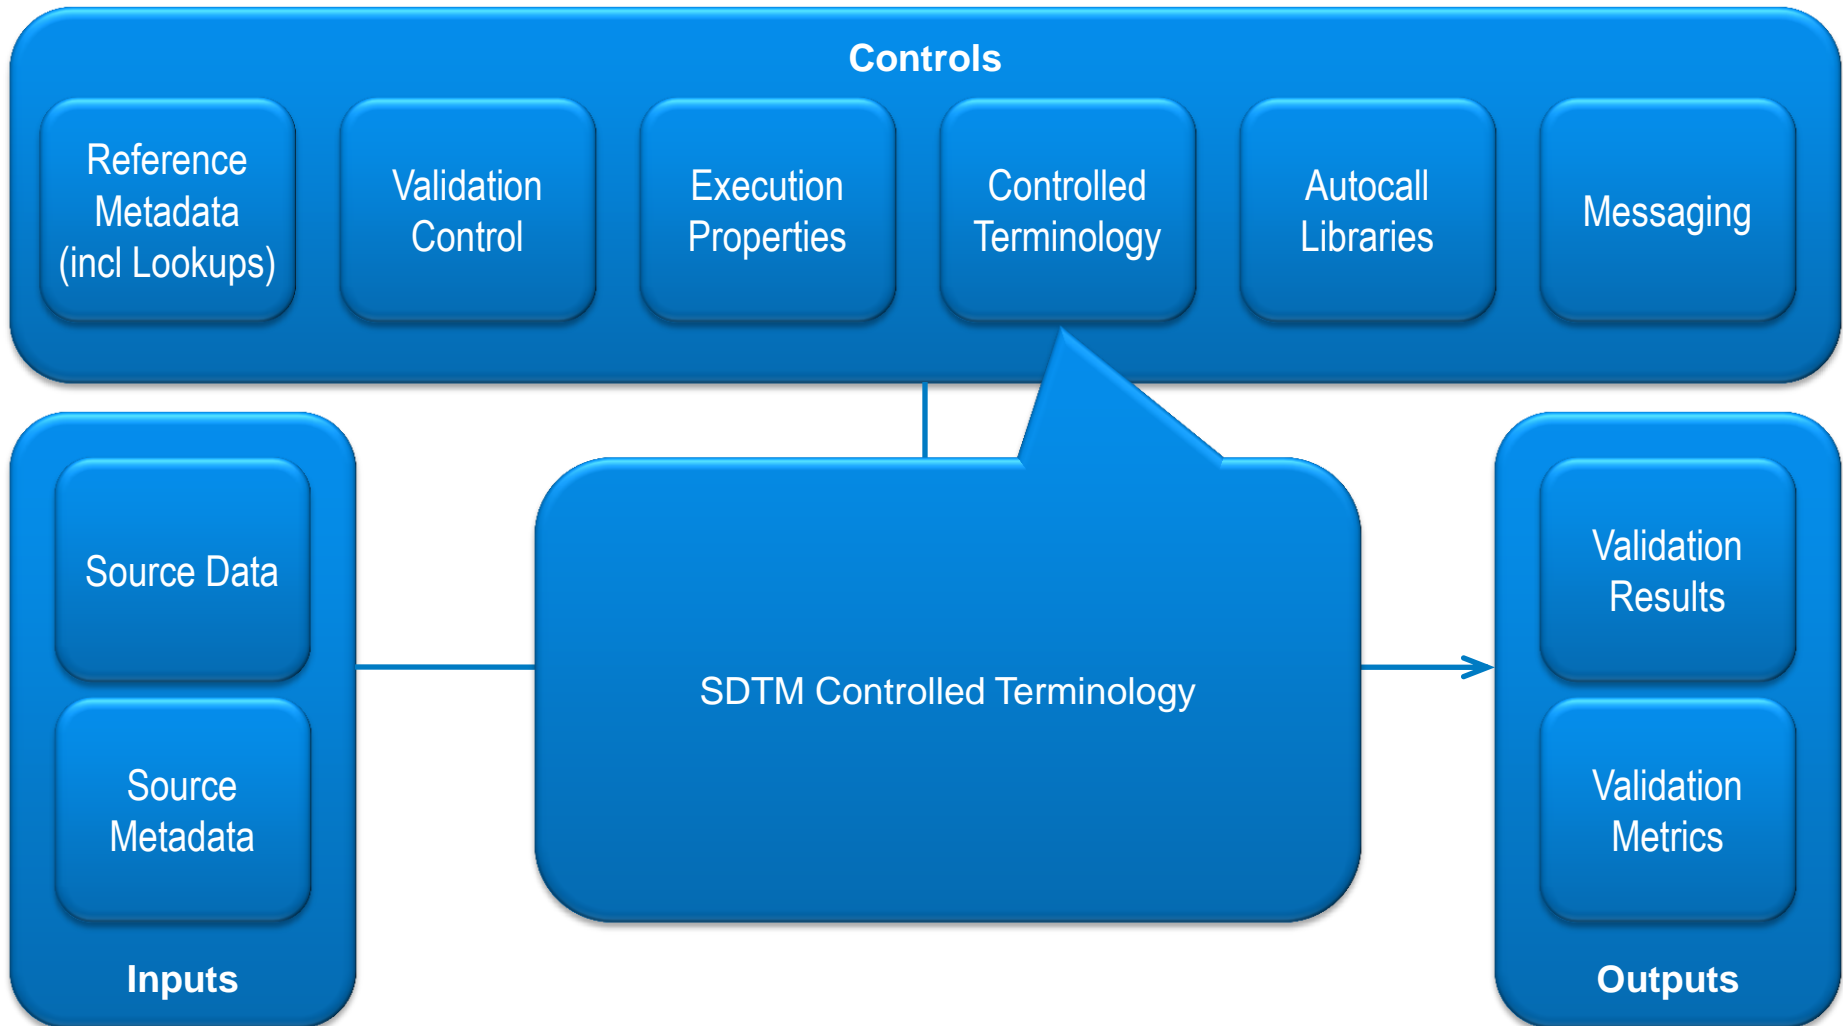 Controls
Reference
Metadata
(incl Lookups)
Validation
Control
Execution
Properties
Controlled
Terminology
Autocall
Libraries
Messaging
Source Data
Source
Metadata
Inputs
SDTM Controlled Terminology
Validation
Results
Validation
Metrics
Outputs